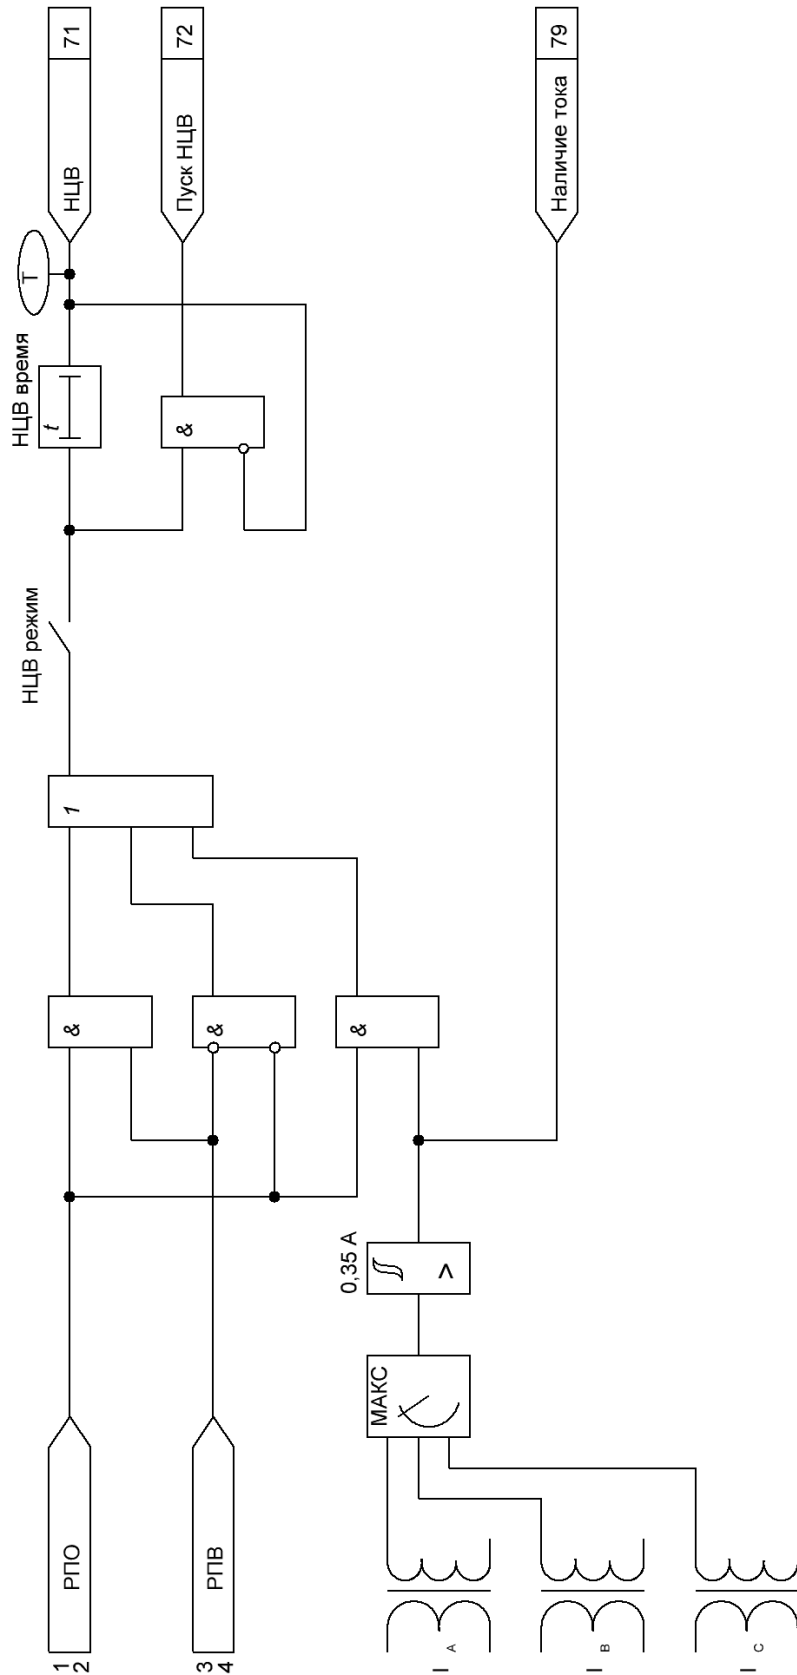 1
2
РПО
3
4
РПВ
I A
I B
I C
МАКС
0,35 А
>
&
&
&
1
НЦВ режим
НЦВ время
t
&
T
НЦВ
71
Пуск НЦВ
72
Наличие тока
79